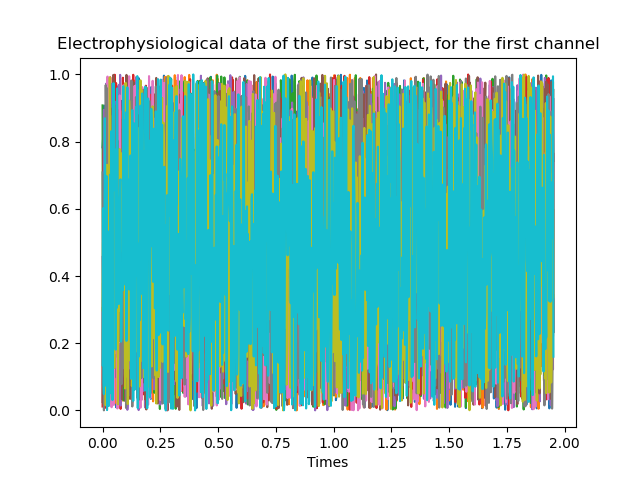 Electrophysiological data of the first subject, for the first channel
1.0
0.8
0.6
0.4
0.2
0.0
0.00 0.25 0.50 0.75 1.00 1.25 1.50 1.75 2.00
Times